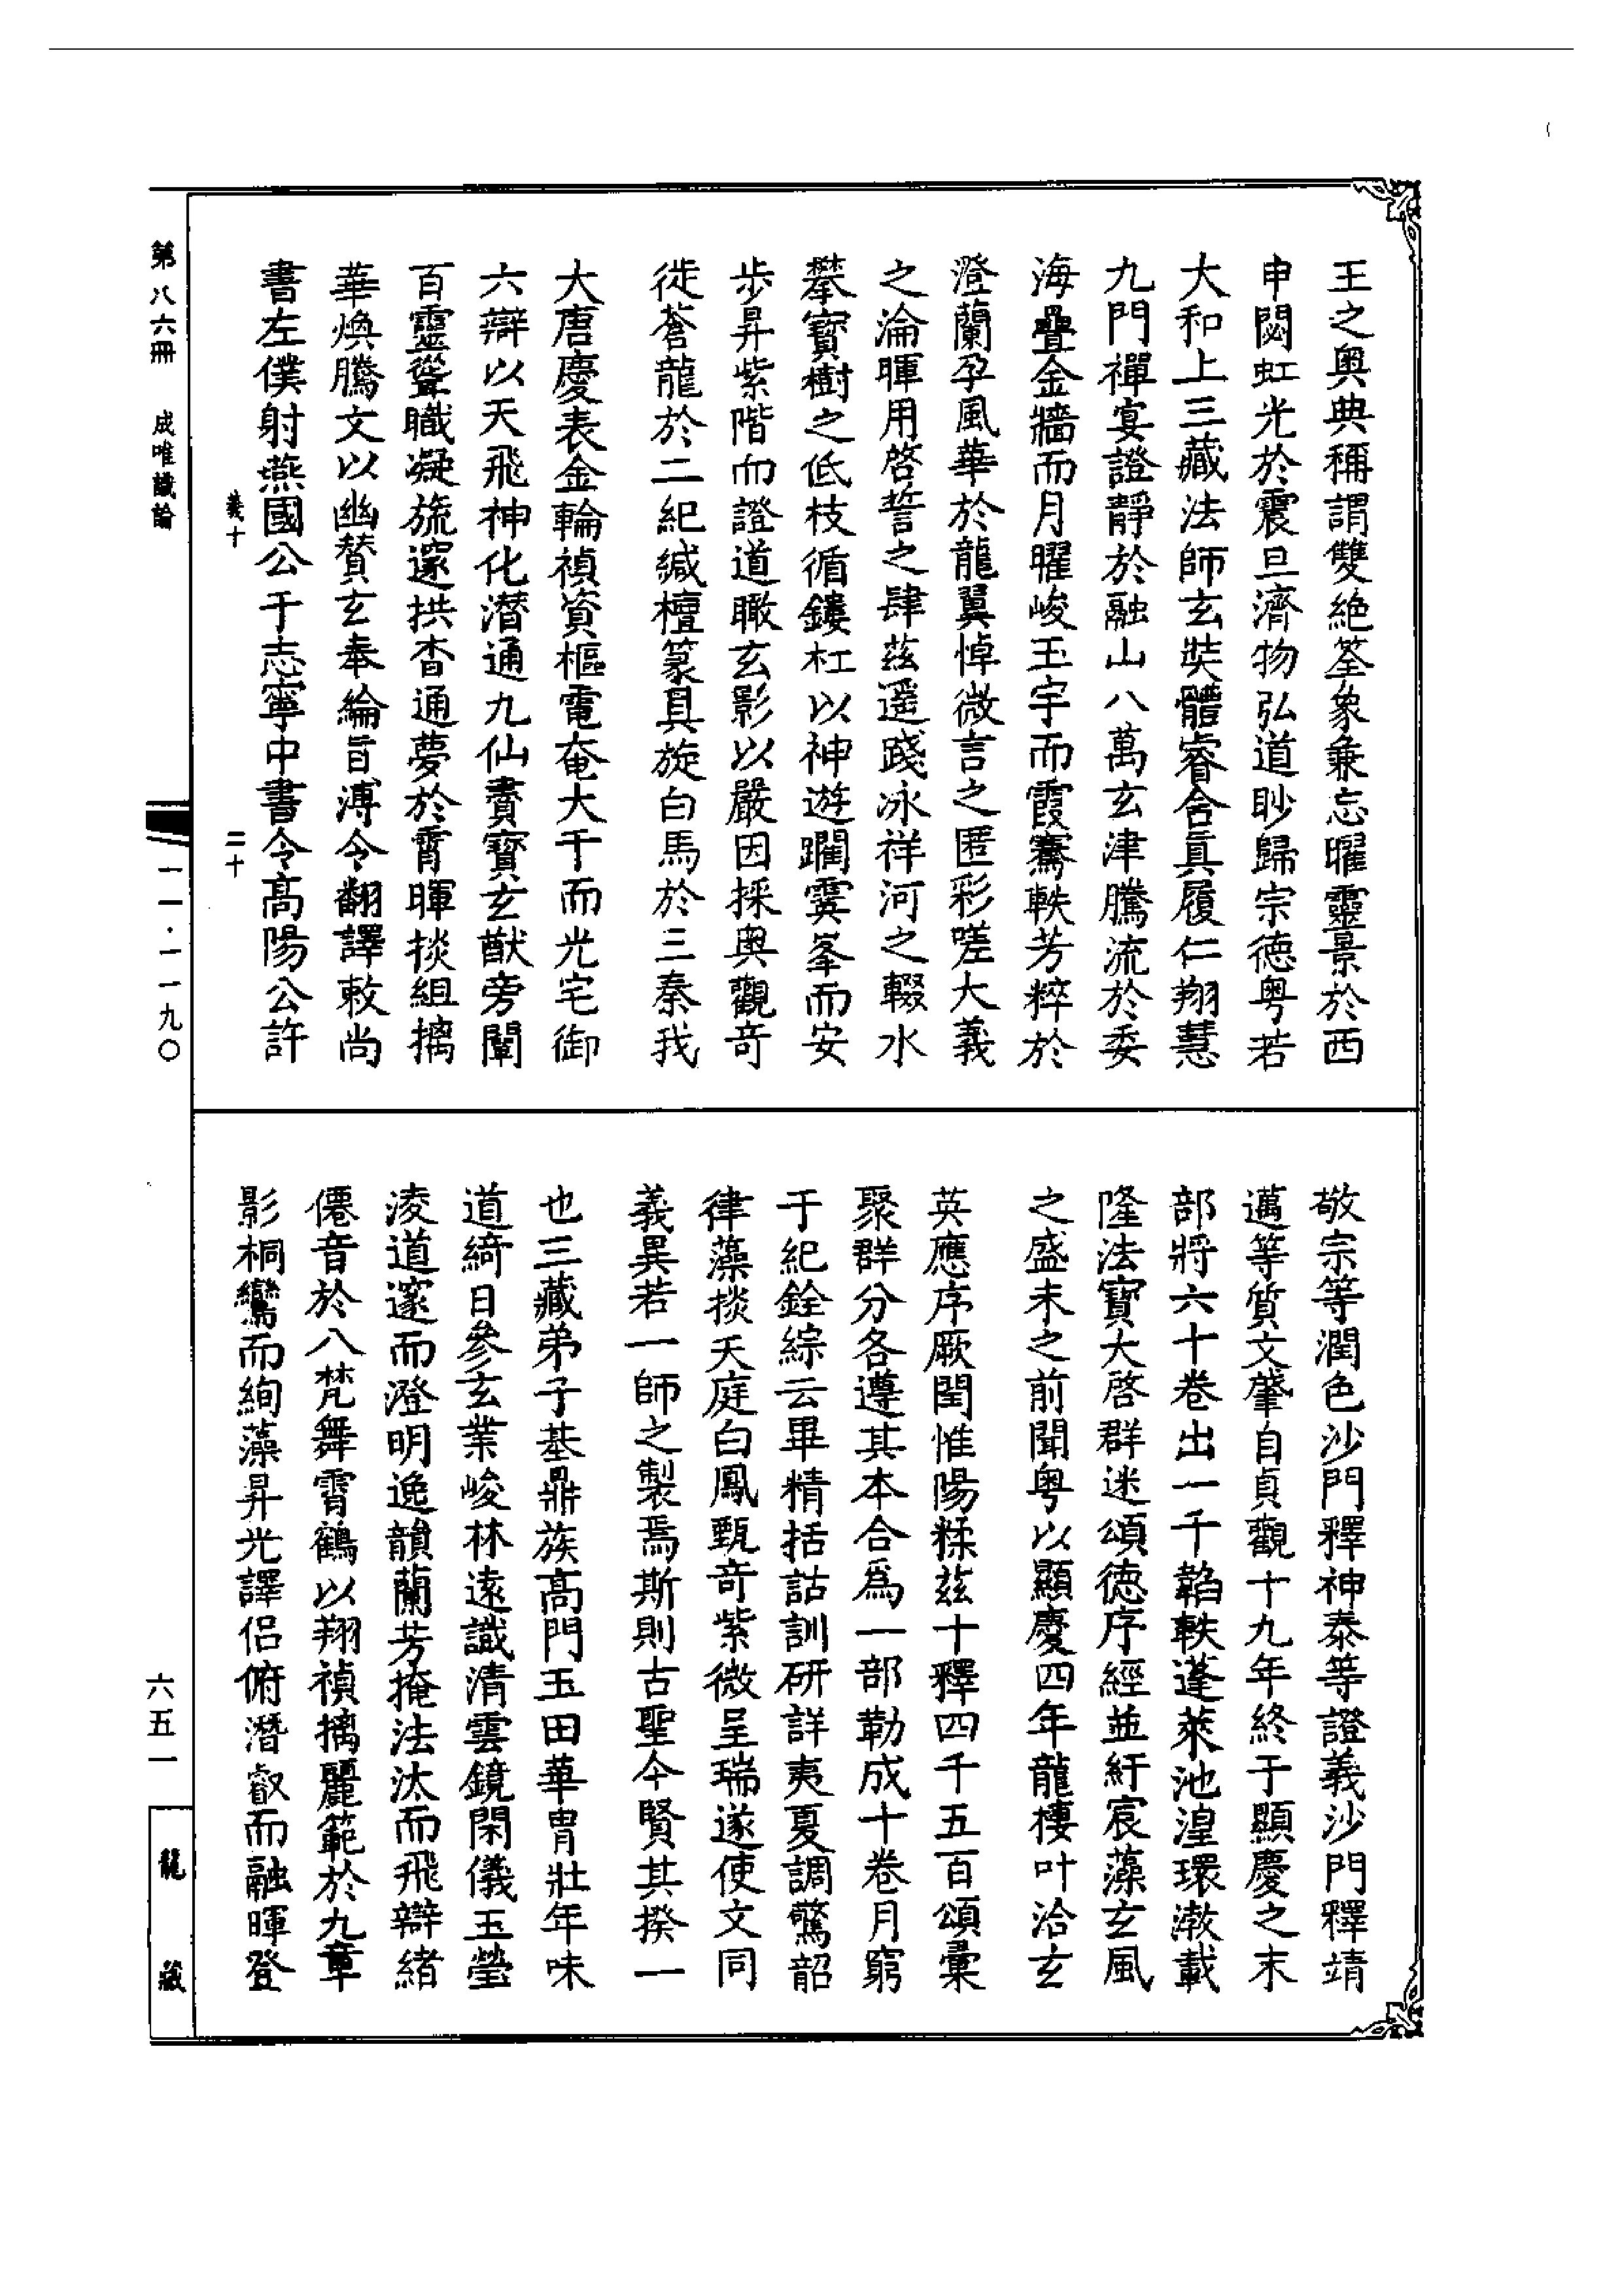 王之奧典稱謂雙絕筌象兼忘曜靈景於西
申閟虹光於震旦濟物弘道眇歸宗德粵若
大和上三藏法師玄奘體睿含真履仁翔慧
九門禪宴證靜於融山八萬玄津騰流於委
海疊金牆而月曜峻玉宇而霞騫軼芳粹於
澄蘭孕風華於龍翼悼微言之匿彩嗟大義
之淪暉用啓誓之肆茲遥踐冰祥河之輟水
攀寶樹之低枝循鏤杠以神遊躡霙峯而安
步昇紫階而證道瞰玄影以嚴因採奧觀奇
徙蒼龍於二紀緘檀篆貝旋白馬於三秦我
大唐慶表金輪禎資樞電奄大千而光宅御
六辯以天飛神化潛通九仙賮寶玄猷旁闡
百靈聳職凝旒邃拱杳通夢於霄暉掞組摛
華煥騰文以幽贊玄奉綸旨溥令翻譯敕尚
書左僕射燕國公于志寧中書令高陽公許
義十
二十
敬宗等潤色沙門釋神泰等證義沙門釋靖
邁等質文肇自貞觀十九年終于顯慶之末
部將六十卷出一千韜軼蓬萊池湟環漵載
隆法寶大啓群迷頌德序經並紆宸藻玄風
之盛未之前聞粵以顯慶四年龍棲叶洽玄
英應序厥閏惟陽糅茲十釋四千五百頌彙
聚群分各遵其本合爲一部勒成十卷月窮
于紀銓綜云畢精括詁訓研詳夷夏調驚韶
律藻掞天庭白鳳甄奇紫微呈瑞遂使文同
義異若一師之製焉斯則古聖今賢其揆一
也三藏弟子基鼎族高門玉田華胄壯年味
道綺日參玄業峻林遠識清雲鏡閑儀玉瑩
淩道邃而澄明逸韻蘭芳掩法汰而飛辯緒
僊音於八梵舞霄鶴以翔禎摛麗範於九章
影桐鸞而絢藻昇光譯侶俯潛叡而融暉登
第八六冊　成唯識論
一一·一一九〇
六五一
龍藏